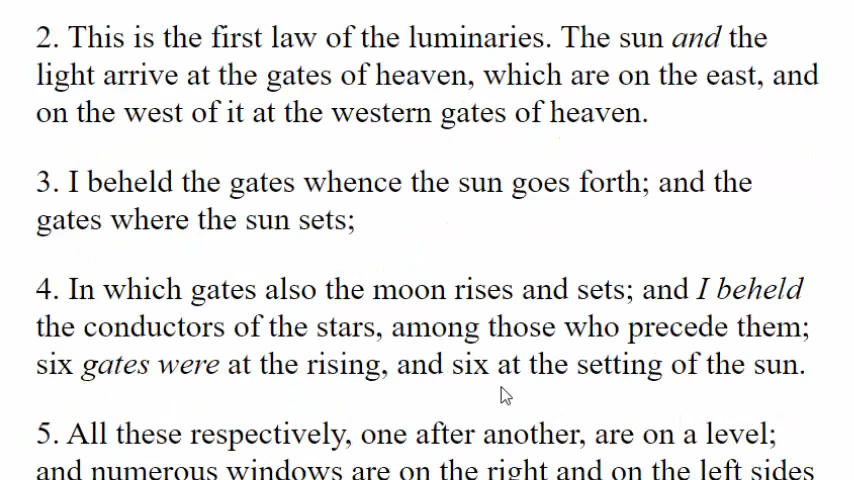 2. This is the first law of the luminaries. The sun and the
light arrive at the gates of heaven, which are on the east, and
on the west of it at the western gates of heaven.
3. I beheld the gates whence the sun goes forth; and the
gates where the sun sets;
4. In which gates also the moon rises and sets; and I beheld
the conductors of the stars, among those who precede them;
six gates were at the rising, and six at the setting of the sun.
5. All these respectively, one after another, are on a level;
and numerous windows are on the right and on the left sides